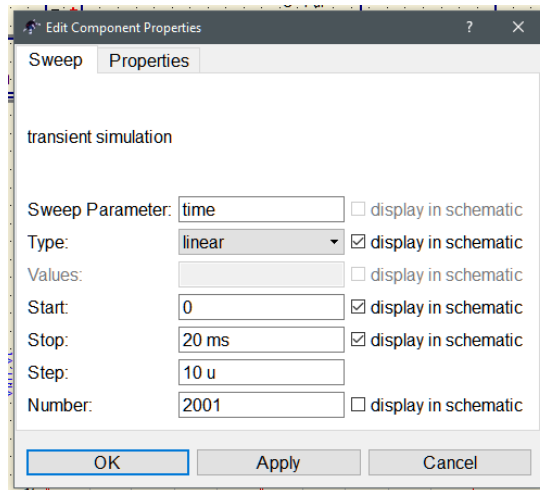 Edit Component Properties ? ×
Sweep Properties
transient simulation
Sweep Parameter: time display in schematic
Type: linear display in schematic
Values: display in schematic
Start: 0 display in schematic
Stop: 20 ms display in schematic
Step: 10 u
Number: 2001 display in schematic
OK Apply Cancel